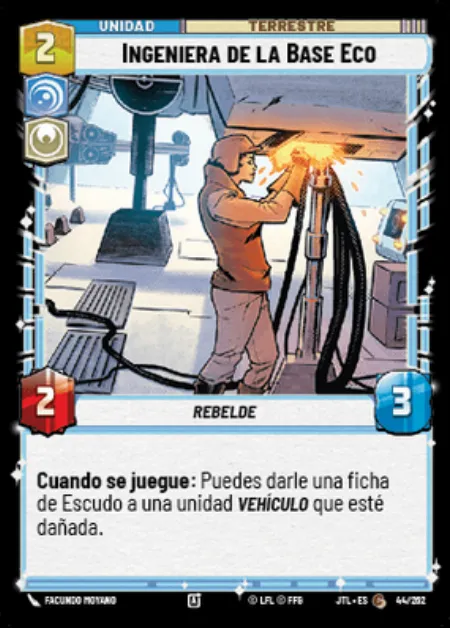 UNIDAD
TERRESTRE
2
INGENIERA DE LA BASE ECO
2
REBELDE
3
Cuando se juegue: Puedes darle una ficha
de Escudo a una unidad VEHÍCULO que esté
dañada.
FACUNDO MOYANO
A
© LFL © FFG
JTL • ES
C
44/262